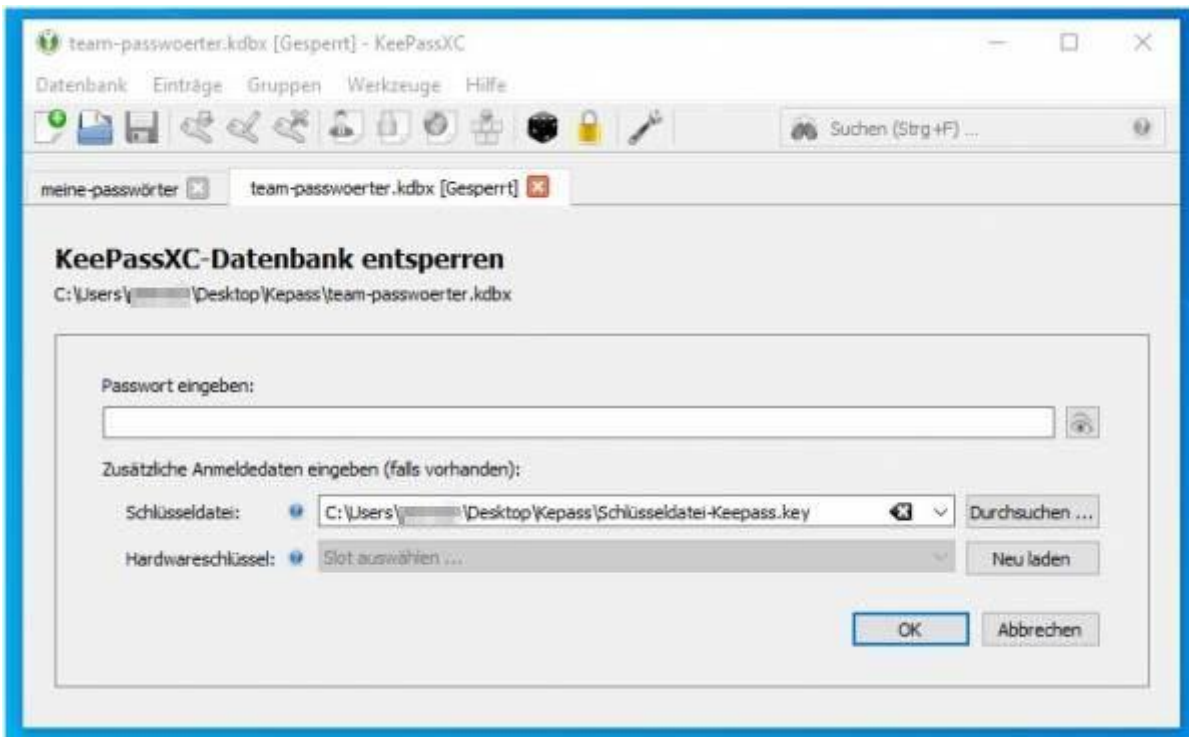 team-passwoerter.kdbx [Gesperrt] - KeePassXC
Datenbank Einträge Gruppen Werkzeuge Hilfe
Suchen (Strg+F) ...
meine-passwörter team-passwoerter.kdbx [Gesperrt]
KeePassXC-Datenbank entsperren
C:\Users\ \Desktop\Kepass\team-passwoerter.kdbx
Passwort eingeben:
Zusätzliche Anmeldedaten eingeben (falls vorhanden):
Schlüsseldatei: C:\Users\ \Desktop\Kepass\Schlüsseldatei-Keepass.key Durchsuchen ...
Hardwareschlüssel: Slot auswählen ... Neu laden
OK Abbrechen